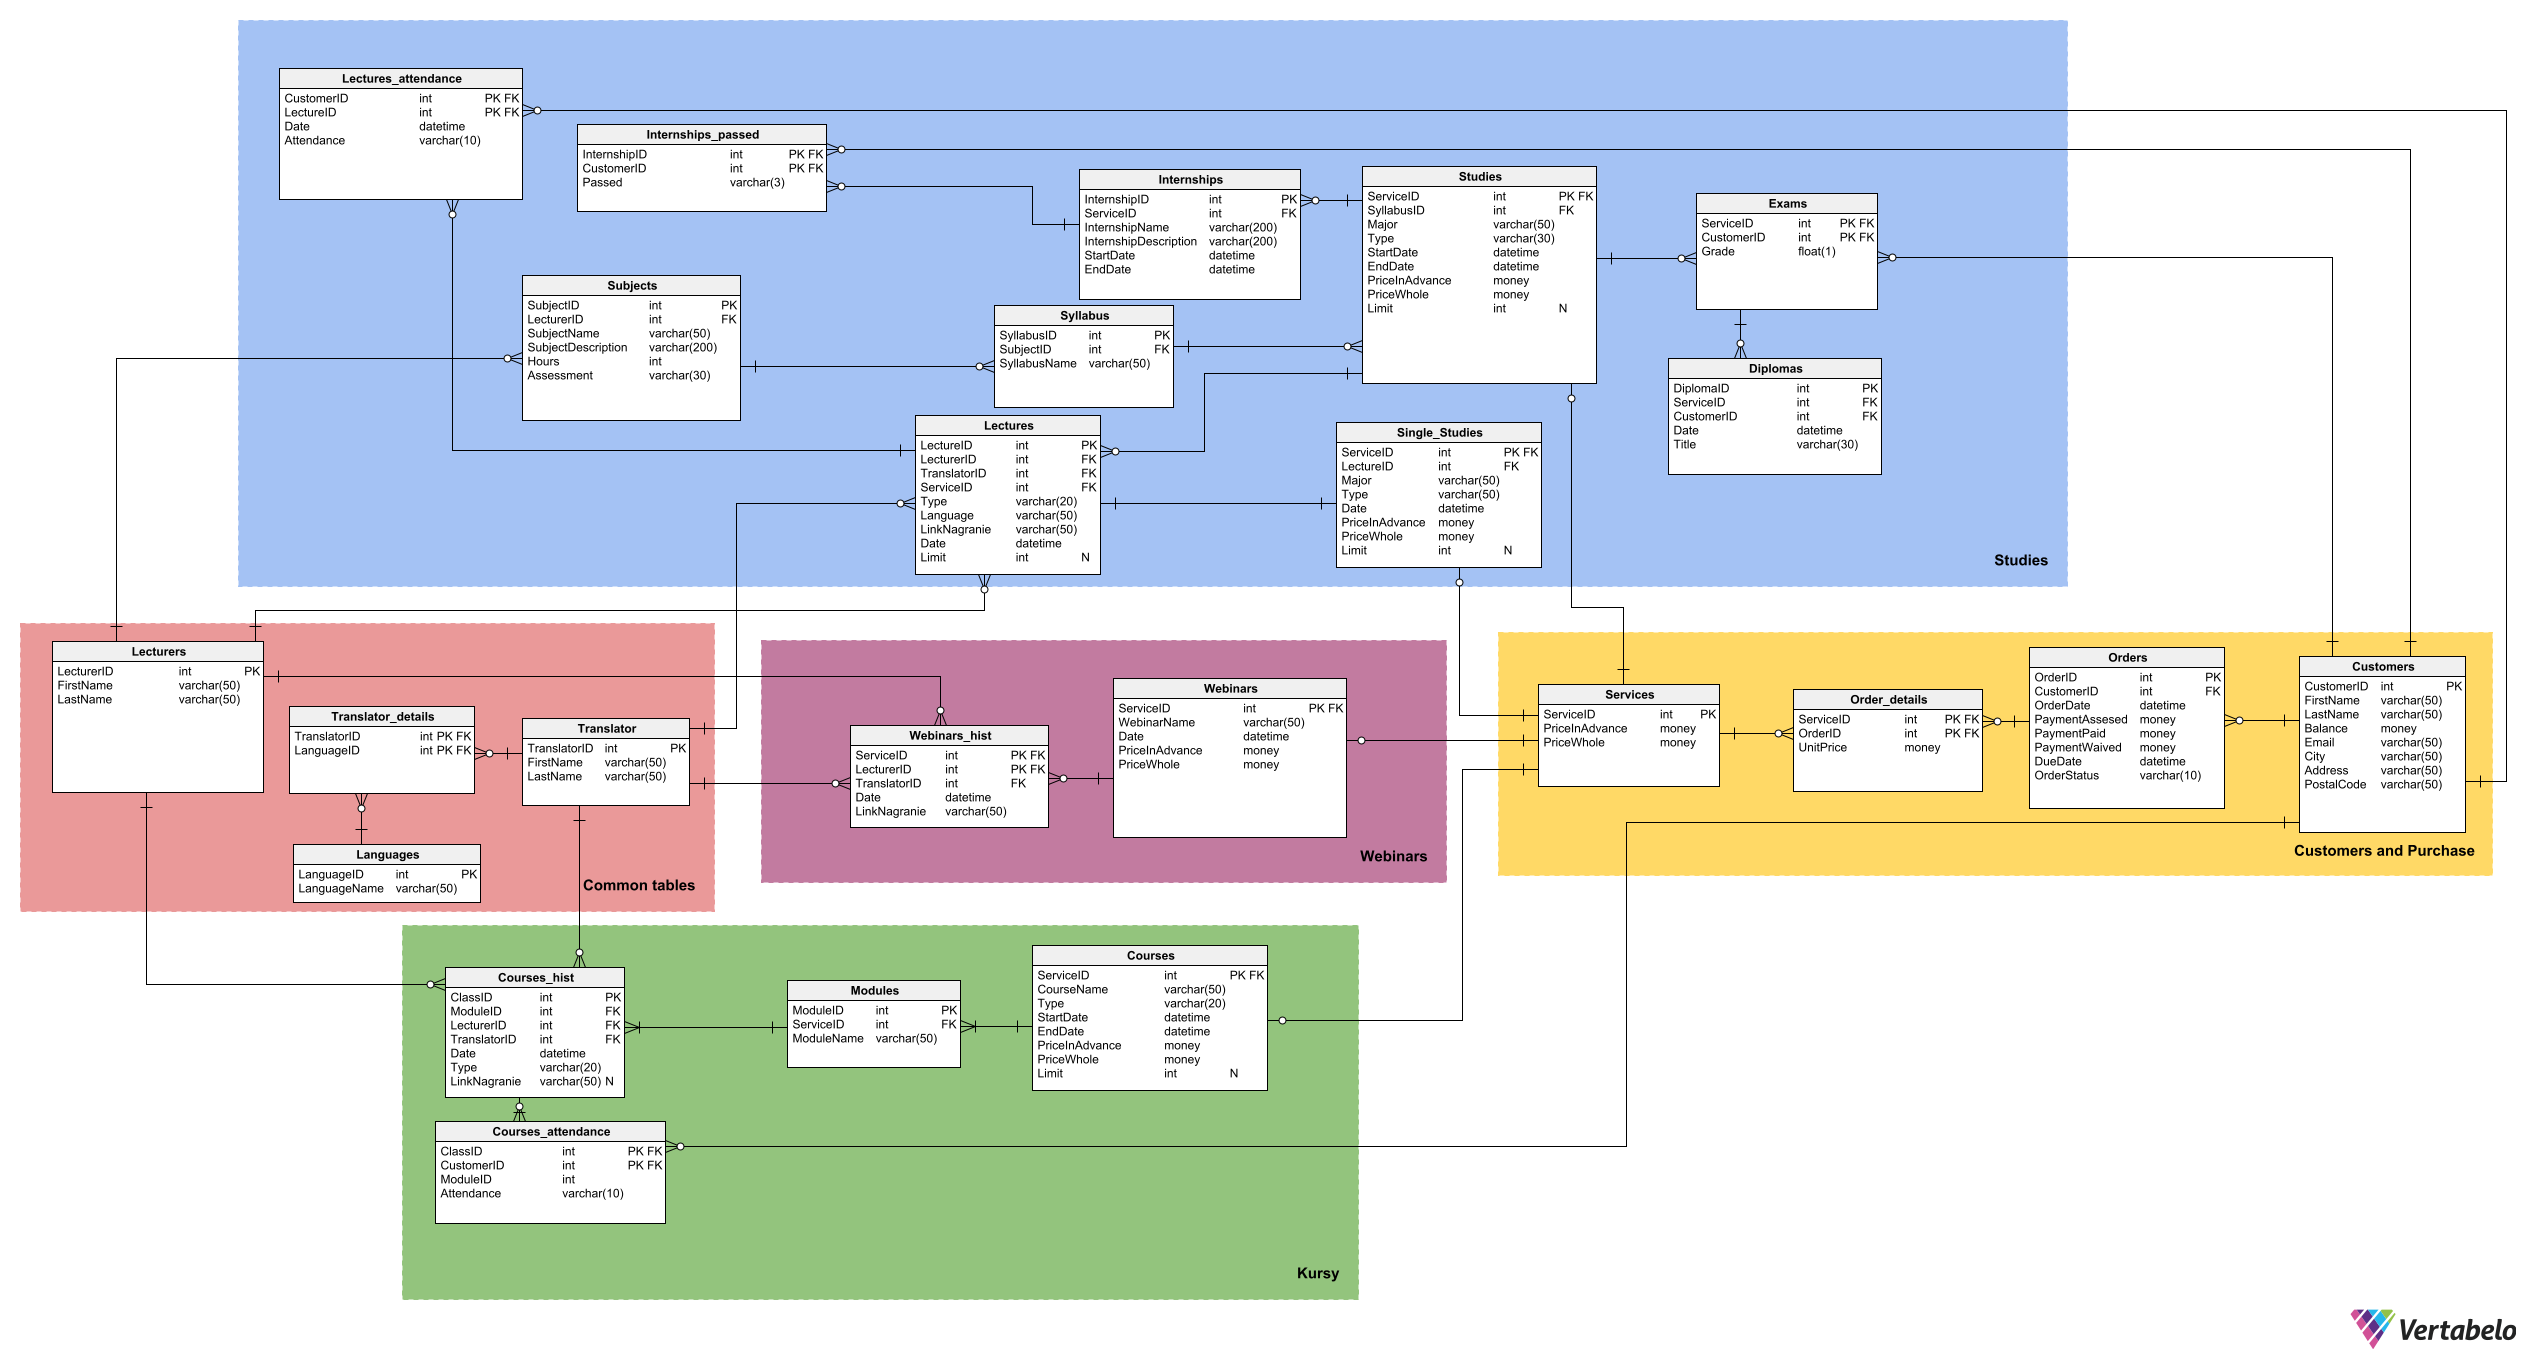 Lectures_attendance
CustomerID int PK FK
LectureID int PK FK
Date datetime
Attendance varchar(10)
Internships_passed
InternshipID int PK FK
CustomerID int PK FK
Passed varchar(3)
Internships
InternshipID int PK
ServiceID int FK
InternshipName varchar(200)
InternshipDescription varchar(200)
StartDate datetime
EndDate datetime
Studies
ServiceID int PK FK
SyllabusID int FK
Major varchar(50)
Type varchar(30)
StartDate datetime
EndDate datetime
PriceInAdvance money
PriceWhole money
Limit int N
Exams
ServiceID int PK FK
CustomerID int PK FK
Grade float(1)
Subjects
SubjectID int PK
LecturerID int FK
SubjectName varchar(50)
SubjectDescription varchar(200)
Hours int
Assessment varchar(30)
Syllabus
SyllabusID int PK
SubjectID int FK
SyllabusName varchar(50)
Diplomas
DiplomaID int PK
ServiceID int FK
CustomerID int FK
Date datetime
Title varchar(30)
Lectures
LectureID int PK
LecturerID int FK
TranslatorID int FK
ServiceID int FK
Type varchar(20)
Language varchar(50)
LinkNagranie varchar(50)
Date datetime
Limit int N
Single_Studies
ServiceID int PK FK
LectureID int FK
Major varchar(50)
Type varchar(50)
Date datetime
PriceInAdvance money
PriceWhole money
Limit int N
Studies
Lecturers
LecturerID int PK
FirstName varchar(50)
LastName varchar(50)
Translator_details
TranslatorID int PK FK
LanguageID int PK FK
Translator
TranslatorID int PK
FirstName varchar(50)
LastName varchar(50)
Languages
LanguageID int PK
LanguageName varchar(50)
Common tables
Webinars_hist
ServiceID int PK FK
LecturerID int PK FK
TranslatorID int FK
Date datetime
LinkNagranie varchar(50)
Webinars
ServiceID int PK FK
WebinarName varchar(50)
Date datetime
PriceInAdvance money
PriceWhole money
Webinars
Services
ServiceID int PK
PriceInAdvance money
PriceWhole money
Order_details
ServiceID int PK FK
OrderID int PK FK
UnitPrice money
Orders
OrderID int PK
CustomerID int FK
OrderDate datetime
PaymentAssesed money
PaymentPaid money
PaymentWaived money
DueDate datetime
OrderStatus varchar(10)
Customers
CustomerID int PK
FirstName varchar(50)
LastName varchar(50)
Balance money
Email varchar(50)
City varchar(50)
Address varchar(50)
PostalCode varchar(50)
Customers and Purchase
Courses_hist
ClassID int PK
ModuleID int FK
LecturerID int FK
TranslatorID int FK
Date datetime
Type varchar(20)
LinkNagranie varchar(50) N
Modules
ModuleID int PK
ServiceID int FK
ModuleName varchar(50)
Courses
ServiceID int PK FK
CourseName varchar(50)
Type varchar(20)
StartDate datetime
EndDate datetime
PriceInAdvance money
PriceWhole money
Limit int N
Courses_attendance
ClassID int PK FK
CustomerID int PK FK
ModuleID int
Attendance varchar(10)
Kursy
Vertabelo